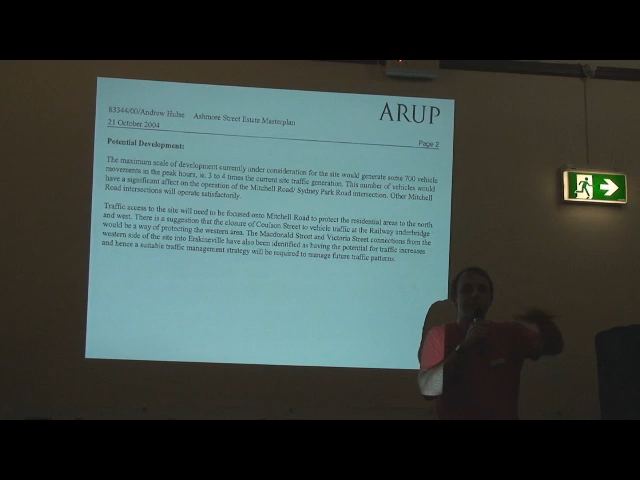 83344/00/Andrew Hulse Ashmore Street Estate Masterplan
ARUP
21 October 2004
Page 2
Potential Development:
The maximum scale of development currently under consideration for the site would generate some 700 vehicle
movements in the peak hours, ie. 3 to 4 times the current site traffic generation. This number of vehicles would
have a significant affect on the operation of the Mitchell Road/ Sydney Park Road intersection. Other Mitchell
Road intersections will operate satisfactorily.
Traffic access to the site will need to be focused onto Mitchell Road to protect the residential areas to the north
and west. There is a suggestion that the closure of Coulson Street to vehicle traffic at the Railway underbridge
would be a way of protecting the western area. The Macdonald Street and Victoria Street connections from the
western side of the site into Erskineville have also been identified as having the potential for traffic increases
and hence a suitable traffic management strategy will be required to manage future traffic patterns.